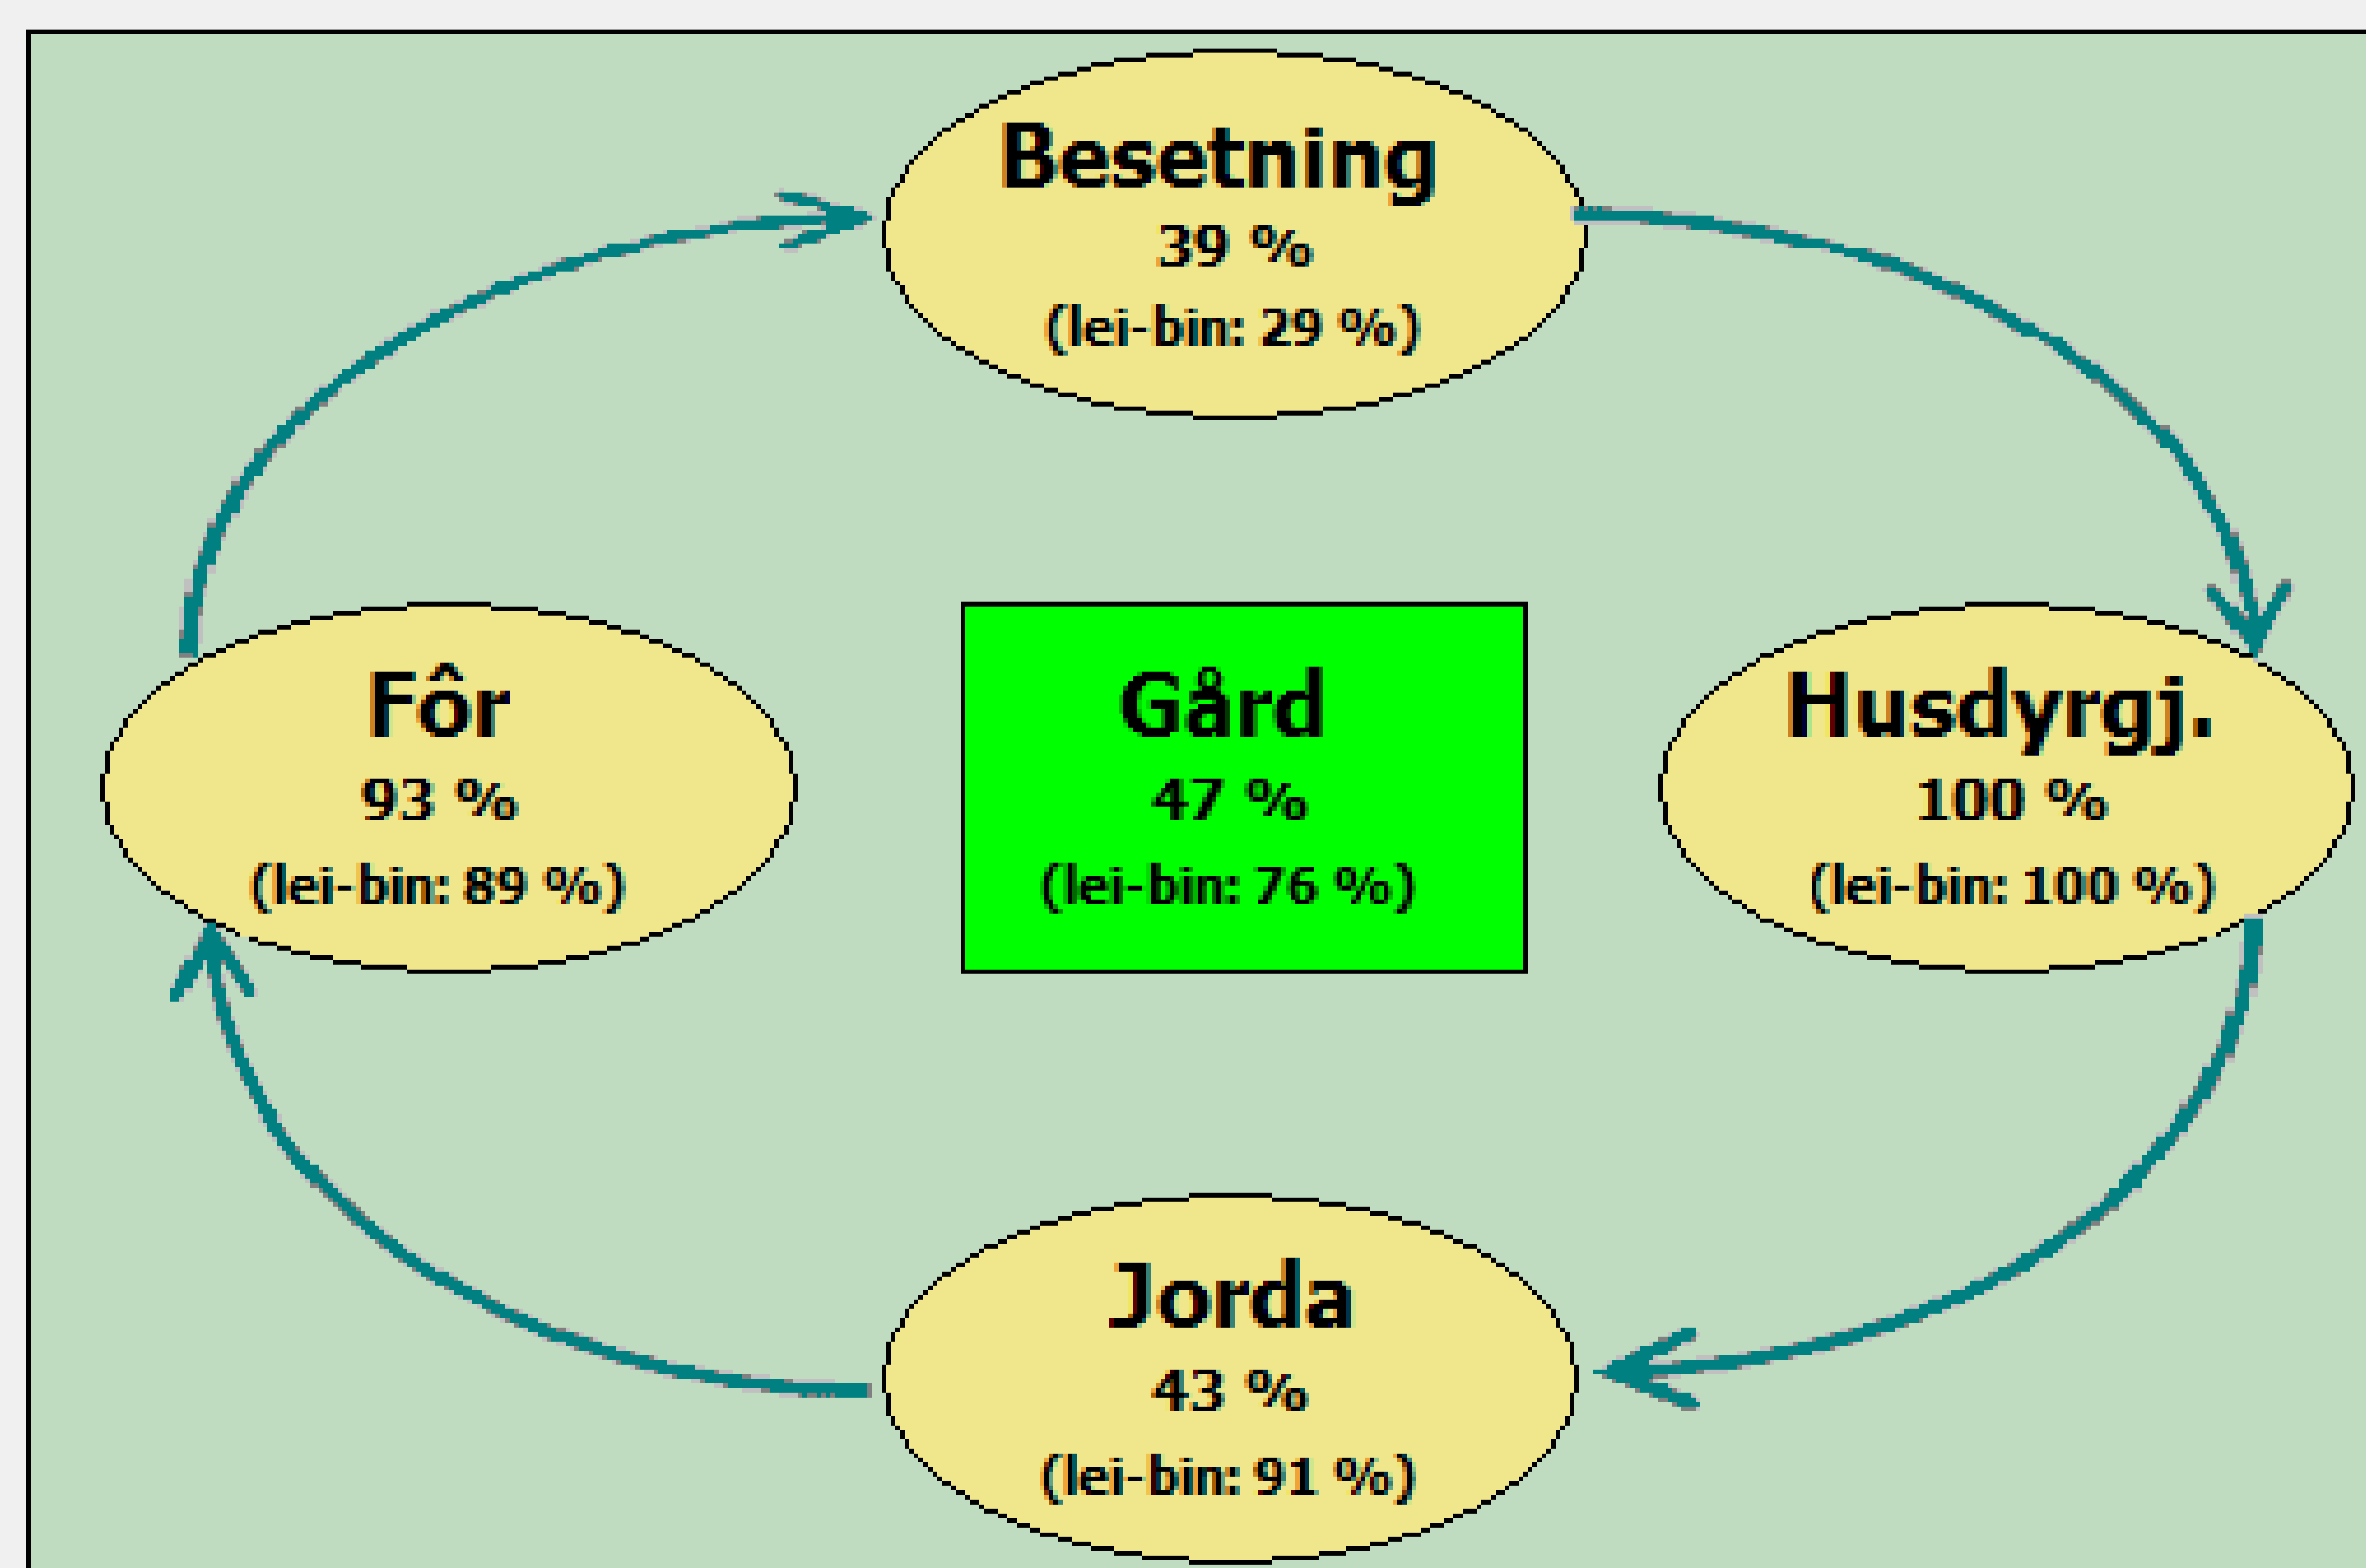 Besetning
39 %
(lei-bin: 29 %)
Fôr
93 %
(lei-bin: 89 %)
Gård
47 %
(lei-bin: 76 %)
Husdyrgj.
100 %
(lei-bin: 100 %)
Jorda
43 %
(lei-bin: 91 %)